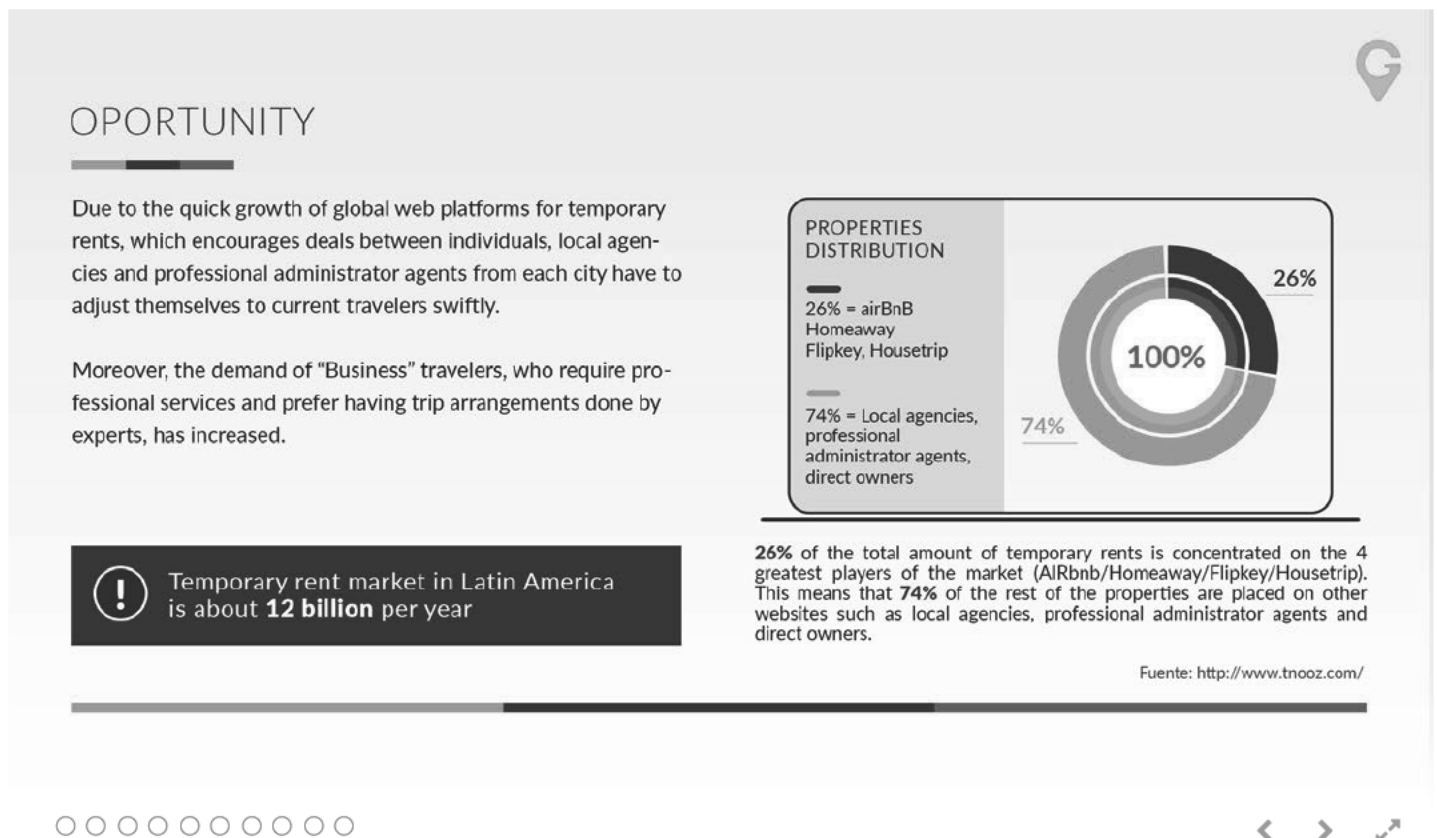 OPORTUNITY
Due to the quick growth of global web platforms for temporary
rents, which encourages deals between individuals, local agen-
cies and professional administrator agents from each city have to
adjust themselves to current travelers swiftly.
Moreover, the demand of “Business” travelers, who require pro-
fessional services and prefer having trip arrangements done by
experts, has increased.
Temporary rent market in Latin America
is about 12 billion per year
PROPERTIES
DISTRIBUTION
26% = airBnB
Homeaway
Flipkey, Housetrip
74% = Local agencies,
professional
administrator agents,
direct owners
26%
100%
74%
26% of the total amount of temporary rents is concentrated on the 4
greatest players of the market (AIRbnb/Homeaway/Flipkey/Housetrip).
This means that 74% of the rest of the properties are placed on other
websites such as local agencies, professional administrator agents and
direct owners.
Fuente: http://www.tnooz.com/